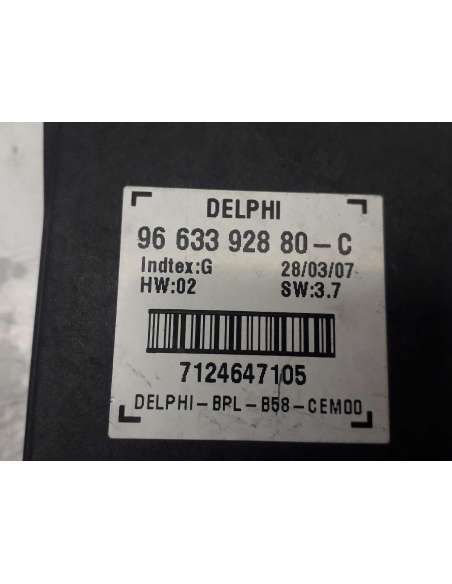 DELPHI
96 633 928 80-C
Indtex:G 28/03/07
HW:02 SW:3.7
7124647105
DELPHI-BPL-B58-CEM00